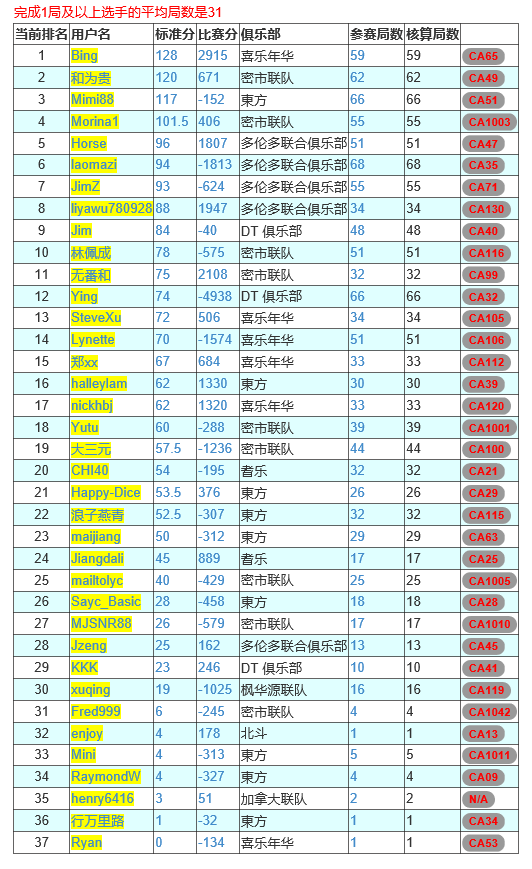 完成1局及以上选手的平均局数是31
当前排名 用户名 标准分 比赛分 俱乐部 参赛局数 核算局数
1 Bing 128 2915 喜乐年华 59 59 CA65
2 和为贵 120 671 密市联队 62 62 CA49
3 Mimi88 117 -152 東方 66 66 CA51
4 Morina1 101.5 406 密市联队 55 55 CA1003
5 Horse 96 1807 多伦多联合俱乐部 51 51 CA47
6 laomazi 94 -1813 多伦多联合俱乐部 68 68 CA35
7 JimZ 93 -624 多伦多联合俱乐部 55 55 CA71
8 liyawu780928 88 1947 多伦多联合俱乐部 34 34 CA130
9 Jim 84 -40 DT 俱乐部 48 48 CA40
10 林佩成 78 -575 密市联队 51 51 CA116
11 无番和 75 2108 密市联队 32 32 CA99
12 Ying 74 -4938 DT 俱乐部 66 66 CA32
13 SteveXu 72 506 喜乐年华 34 34 CA105
14 Lynette 70 -1574 喜乐年华 51 51 CA106
15 郑xx 67 684 喜乐年华 33 33 CA112
16 halleylam 62 1330 東方 30 30 CA39
17 nickhbj 62 1320 喜乐年华 33 33 CA120
18 Yutu 60 -288 密市联队 39 39 CA1001
19 大三元 57.5 -1236 密市联队 44 44 CA100
20 CHI40 54 -195 耆乐 32 32 CA21
21 Happy-Dice 53.5 376 東方 26 26 CA29
22 浪子燕青 52.5 -307 東方 32 32 CA115
23 maijiang 50 -312 東方 29 29 CA63
24 Jiangdali 45 889 耆乐 17 17 CA25
25 mailtolyc 40 -429 密市联队 25 25 CA1005
26 Sayc_Basic 28 -458 東方 18 18 CA28
27 MJSNR88 26 -579 密市联队 17 17 CA1010
28 Jzeng 25 162 多伦多联合俱乐部 13 13 CA45
29 KKK 23 246 DT 俱乐部 10 10 CA41
30 xuqing 19 -1025 枫华源联队 16 16 CA119
31 Fred999 6 -245 密市联队 4 4 CA1042
32 enjoy 4 178 北斗 1 1 CA13
33 Mini 4 -313 東方 5 5 CA1011
34 RaymondW 4 -327 東方 4 4 CA09
35 henry6416 3 51 加拿大联队 2 2 N/A
36 行万里路 1 -32 東方 1 1 CA34
37 Ryan 0 -134 喜乐年华 1 1 CA53